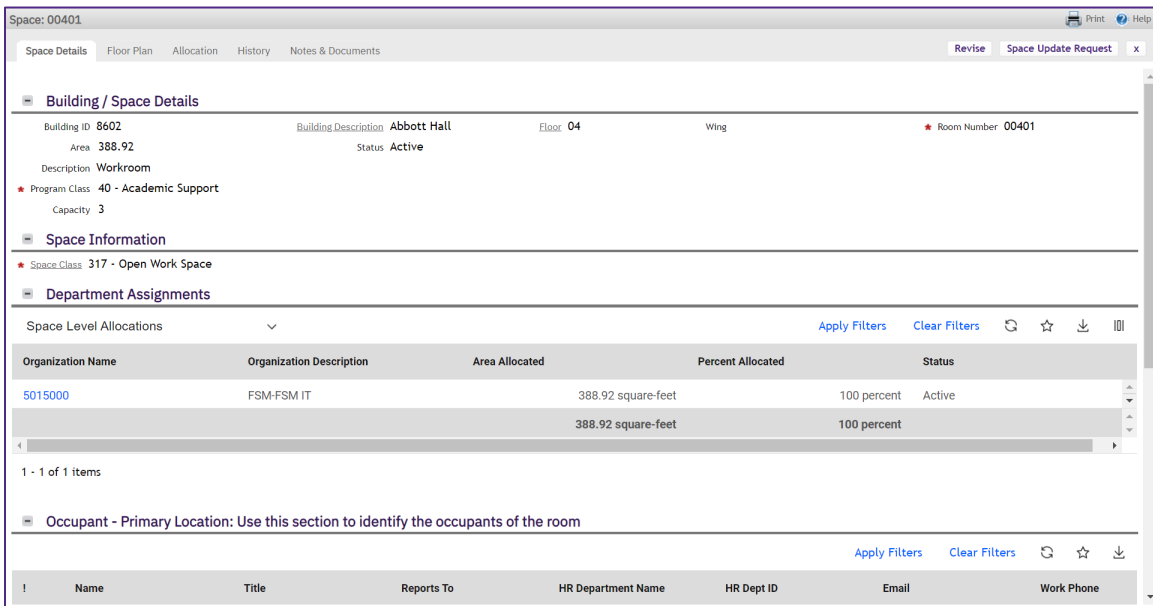 Space: 00401 Print Help
Space Details Floor Plan Allocation History Notes & Documents Revise Space Update Request x
Building / Space Details
Building ID 8602 Building Description Abbott Hall Floor 04 Wing * Room Number 00401
Area 388.92 Status Active
Description Workroom
* Program Class 40 - Academic Support
Capacity 3
Space Information
* Space Class 317 - Open Work Space
Department Assignments
Space Level Allocations Apply Filters Clear Filters
Organization Name Organization Description Area Allocated Percent Allocated Status
5015000 FSM-FSM IT 388.92 square-feet 100 percent Active
388.92 square-feet 100 percent
1 - 1 of 1 items
Occupant - Primary Location: Use this section to identify the occupants of the room
Apply Filters Clear Filters
! Name Title Reports To HR Department Name HR Dept ID Email Work Phone